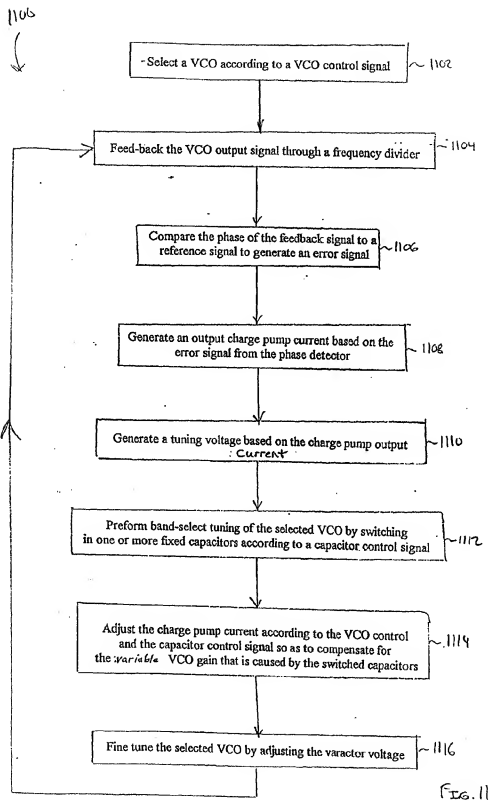 1100
-Select a VCO according to a VCO control signal
1102
Feed-back the VCO output signal through a frequency divider
1104
Compare the phase of the feedback signal to a
reference signal to generate an error signal
1106
Generate an output charge pump current based on the
error signal from the phase detector
1108
Generate a tuning voltage based on the charge pump output
current
1110
Preform band-select tuning of the selected VCO by switching
in one or more fixed capacitors according to a capacitor control signal
1112
Adjust the charge pump current according to the VCO control
and the capacitor control signal so as to compensate for
the variable VCO gain that is caused by the switched capacitors
1114
Fine tune the selected VCO by adjusting the varactor voltage
1116
FIG. 11